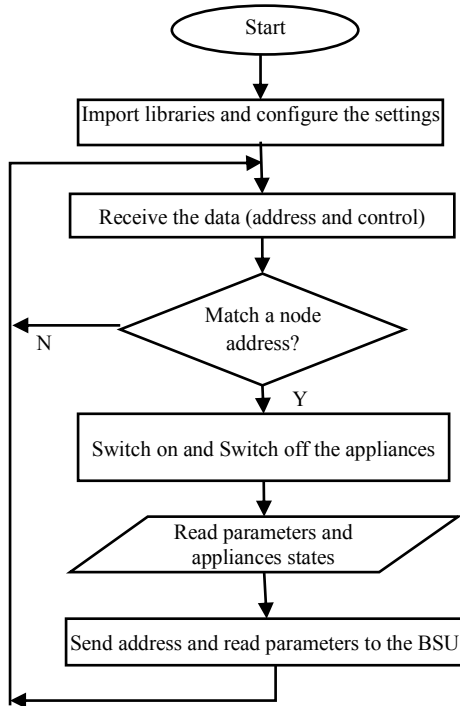 Start
Import libraries and configure the settings
Receive the data (address and control)
Match a node
address?
N
Y
Switch on and Switch off the appliances
Read parameters and
appliances states
Send address and read parameters to the BSU